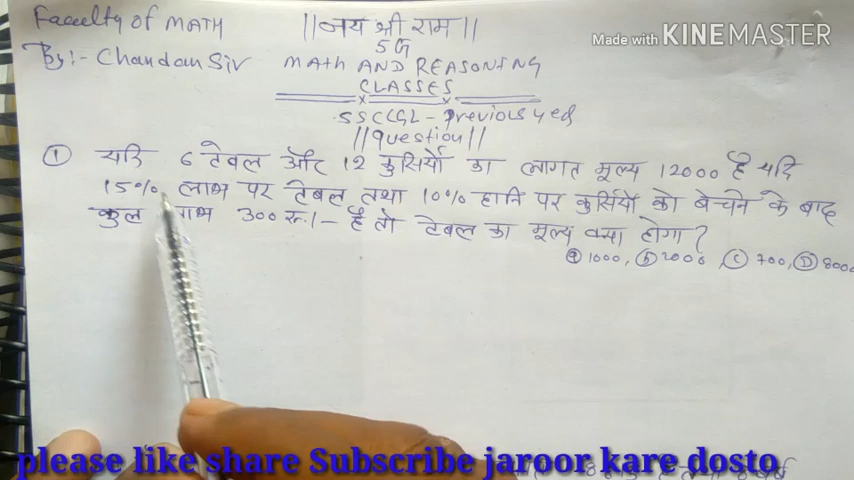 Faculty of MATH
||जय श्री राम||
Made with KINEMASTER
5G
By:- Chandan Sir
MATH AND REASONING
CLASSES
SSC CGL - Previous yed
||Question||
① यदि 6 टेबल और 12 कुर्सियों का लागत मूल्य 12000 है यदि
15% लाभ पर टेबल तथा 10% हानि पर कुर्सियों को बेचने के बाद
कुल लाभ 300 रू./- है तो टेबल का मूल्य क्या होगा?
ⓐ 1000, ⓑ 2000, Ⓒ 700, Ⓓ 8000
please like share Subscribe jaroor kare dosto